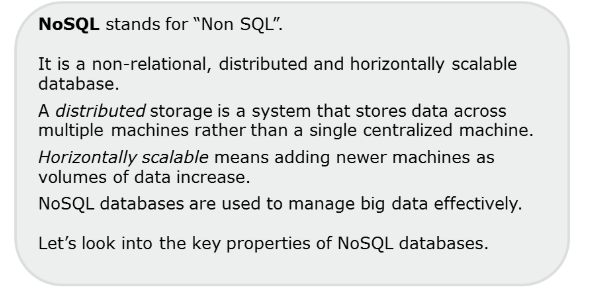 NoSQL stands for “Non SQL”.
It is a non-relational, distributed and horizontally scalable
database.
A distributed storage is a system that stores data across
multiple machines rather than a single centralized machine.
Horizontally scalable means adding newer machines as
volumes of data increase.
NoSQL databases are used to manage big data effectively.
Let’s look into the key properties of NoSQL databases.